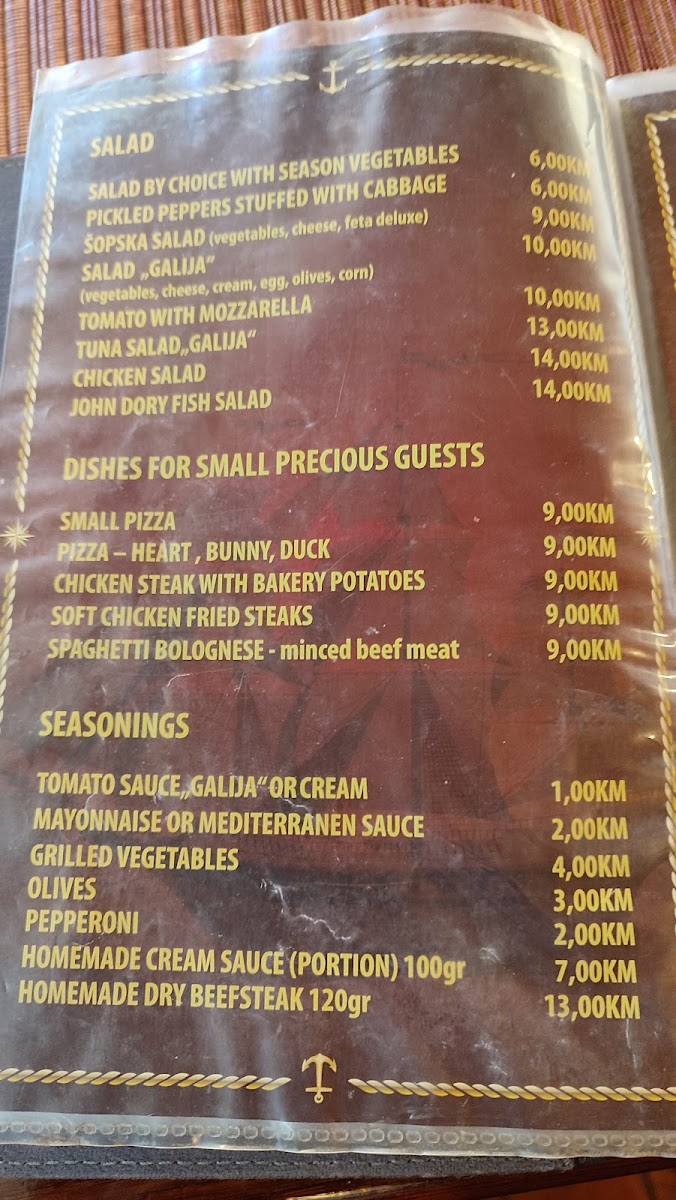 SALAD
SALAD BY CHOICE WITH SEASON VEGETABLES 6,00KM
PICKLED PEPPERS STUFFED WITH CABBAGE 6,00KM
ŠOPSKA SALAD (vegetables, cheese, feta deluxe) 9,00KM
SALAD „GALIJA“ 10,00KM
(vegetables, cheese, cream, egg, olives, corn)
TOMATO WITH MOZZARELLA 10,00KM
TUNA SALAD„GALIJA“ 13,00KM
CHICKEN SALAD 14,00KM
JOHN DORY FISH SALAD 14,00KM
DISHES FOR SMALL PRECIOUS GUESTS
SMALL PIZZA 9,00KM
PIZZA – HEART , BUNNY, DUCK 9,00KM
CHICKEN STEAK WITH BAKERY POTATOES 9,00KM
SOFT CHICKEN FRIED STEAKS 9,00KM
SPAGHETTI BOLOGNESE - minced beef meat 9,00KM
SEASONINGS
TOMATO SAUCE„GALIJA“ OR CREAM 1,00KM
MAYONNAISE OR MEDITERRANEN SAUCE 2,00KM
GRILLED VEGETABLES 4,00KM
OLIVES 3,00KM
PEPPERONI 2,00KM
HOMEMADE CREAM SAUCE (PORTION) 100gr 7,00KM
HOMEMADE DRY BEEFSTEAK 120gr 13,00KM